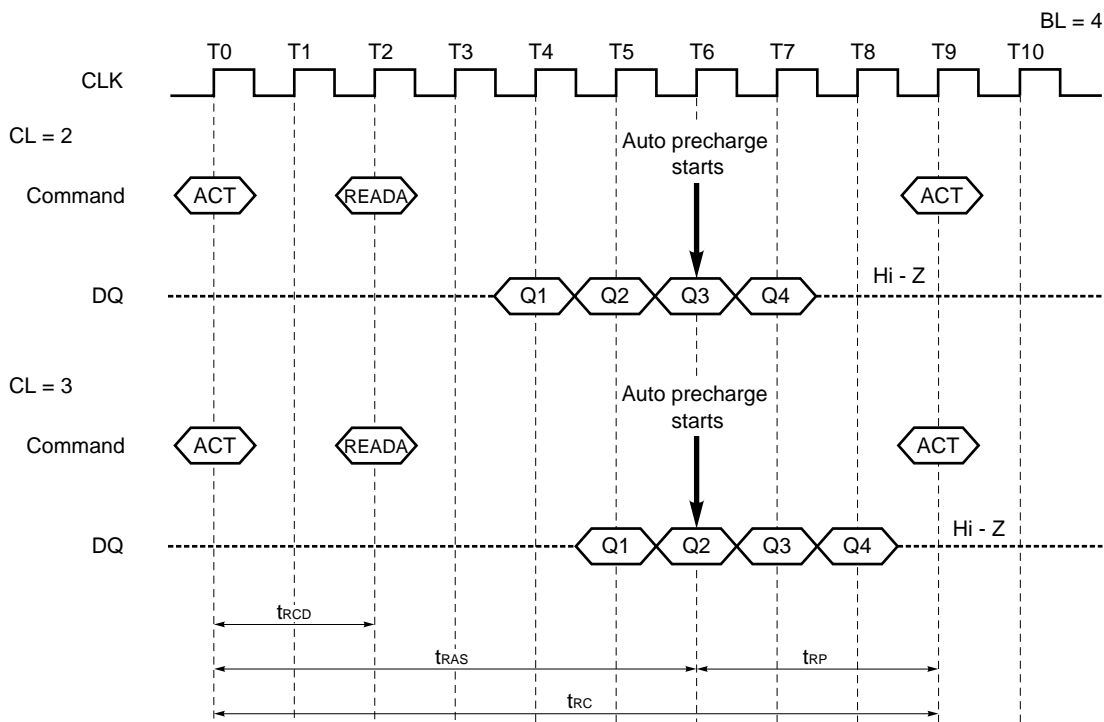 BL = 4
T0 T1 T2 T3 T4 T5 T6 T7 T8 T9 T10
CLK
CL = 2
Auto precharge
starts
Command ACT READA ACT
Hi - Z
DQ Q1 Q2 Q3 Q4
CL = 3
Auto precharge
starts
Command ACT READA ACT
Hi - Z
DQ Q1 Q2 Q3 Q4
tRCD
tRAS tRP
tRC